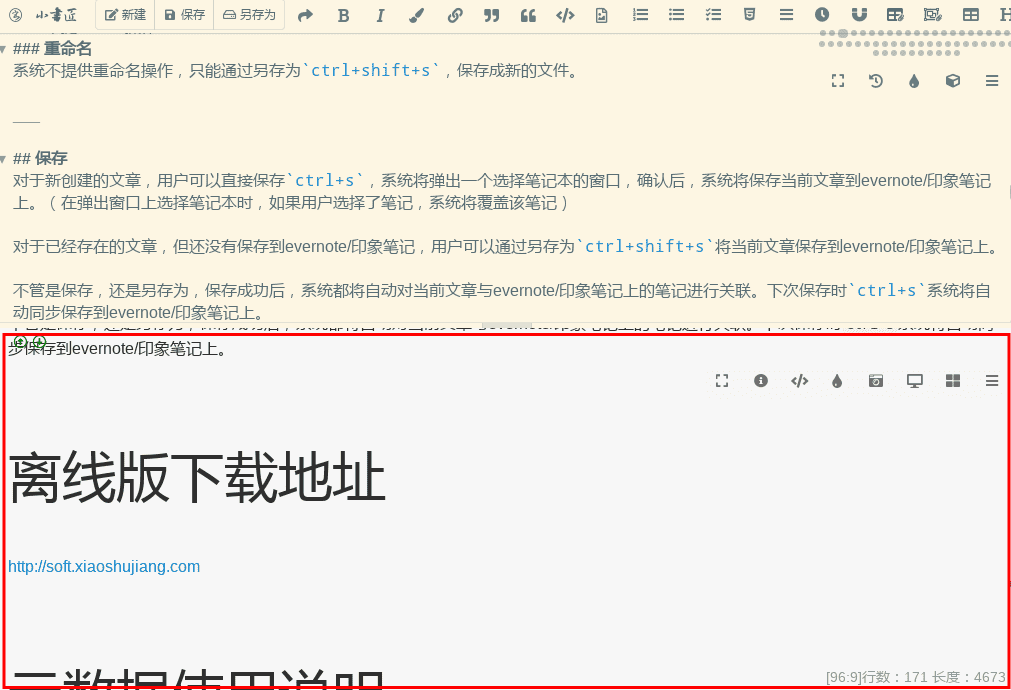 小书匠 新建 保存 另存为
### 重命名
系统不提供重命名操作，只能通过另存为`ctrl+shift+s`，保存成新的文件。
___
## 保存
对于新创建的文章，用户可以直接保存`ctrl+s`，系统将弹出一个选择笔记本的窗口，确认后，系统将保存当前文章到evernote/印象笔记
上。（在弹出窗口上选择笔记本时，如果用户选择了笔记，系统将覆盖该笔记）
对于已经存在的文章，但还没有保存到evernote/印象笔记，用户可以通过另存为`ctrl+shift+s`将当前文章保存到evernote/印象笔记上。
不管是保存，还是另存为，保存成功后，系统都将自动对当前文章与evernote/印象笔记上的笔记进行关联。下次保存时`ctrl+s`系统将自
动同步保存到evernote/印象笔记上。
步保存到evernote/印象笔记上。
离线版下载地址
http://soft.xiaoshujiang.com
元数据使用说明
[96:9]行数：171 长度：4673